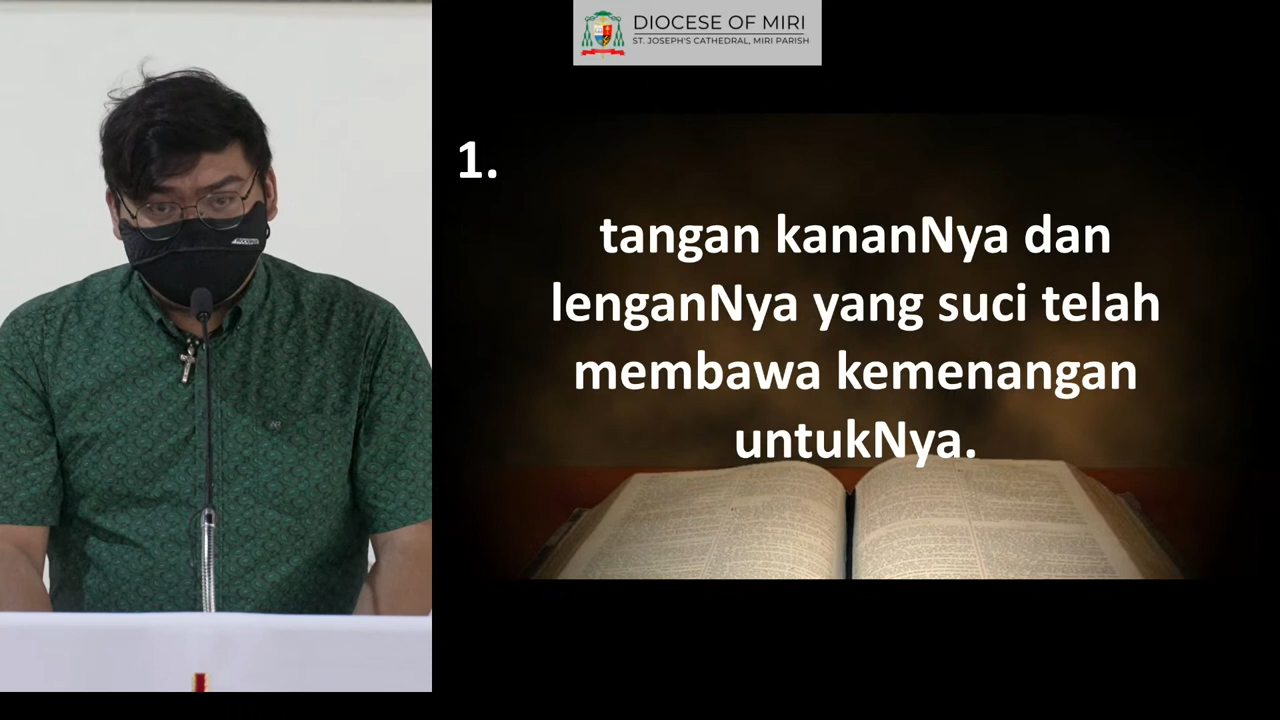 DIOCESE OF MIRI
ST. JOSEPH'S CATHEDRAL, MIRI PARISH
1.
tangan kananNya dan
lenganNya yang suci telah
membawa kemenangan
untukNya.